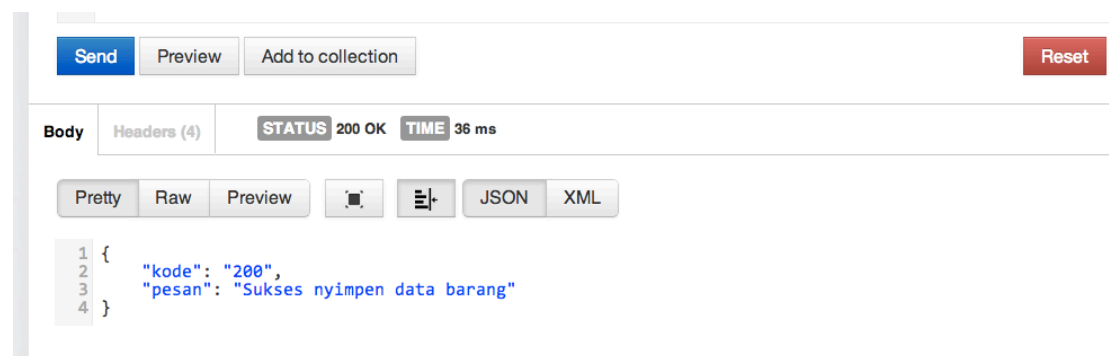 Send Preview Add to collection Reset
Body Headers (4) STATUS 200 OK TIME 36 ms
Pretty Raw Preview JSON XML
1 {
2 "kode": "200",
3 "pesan": "Sukses nyimpen data barang"
4 }